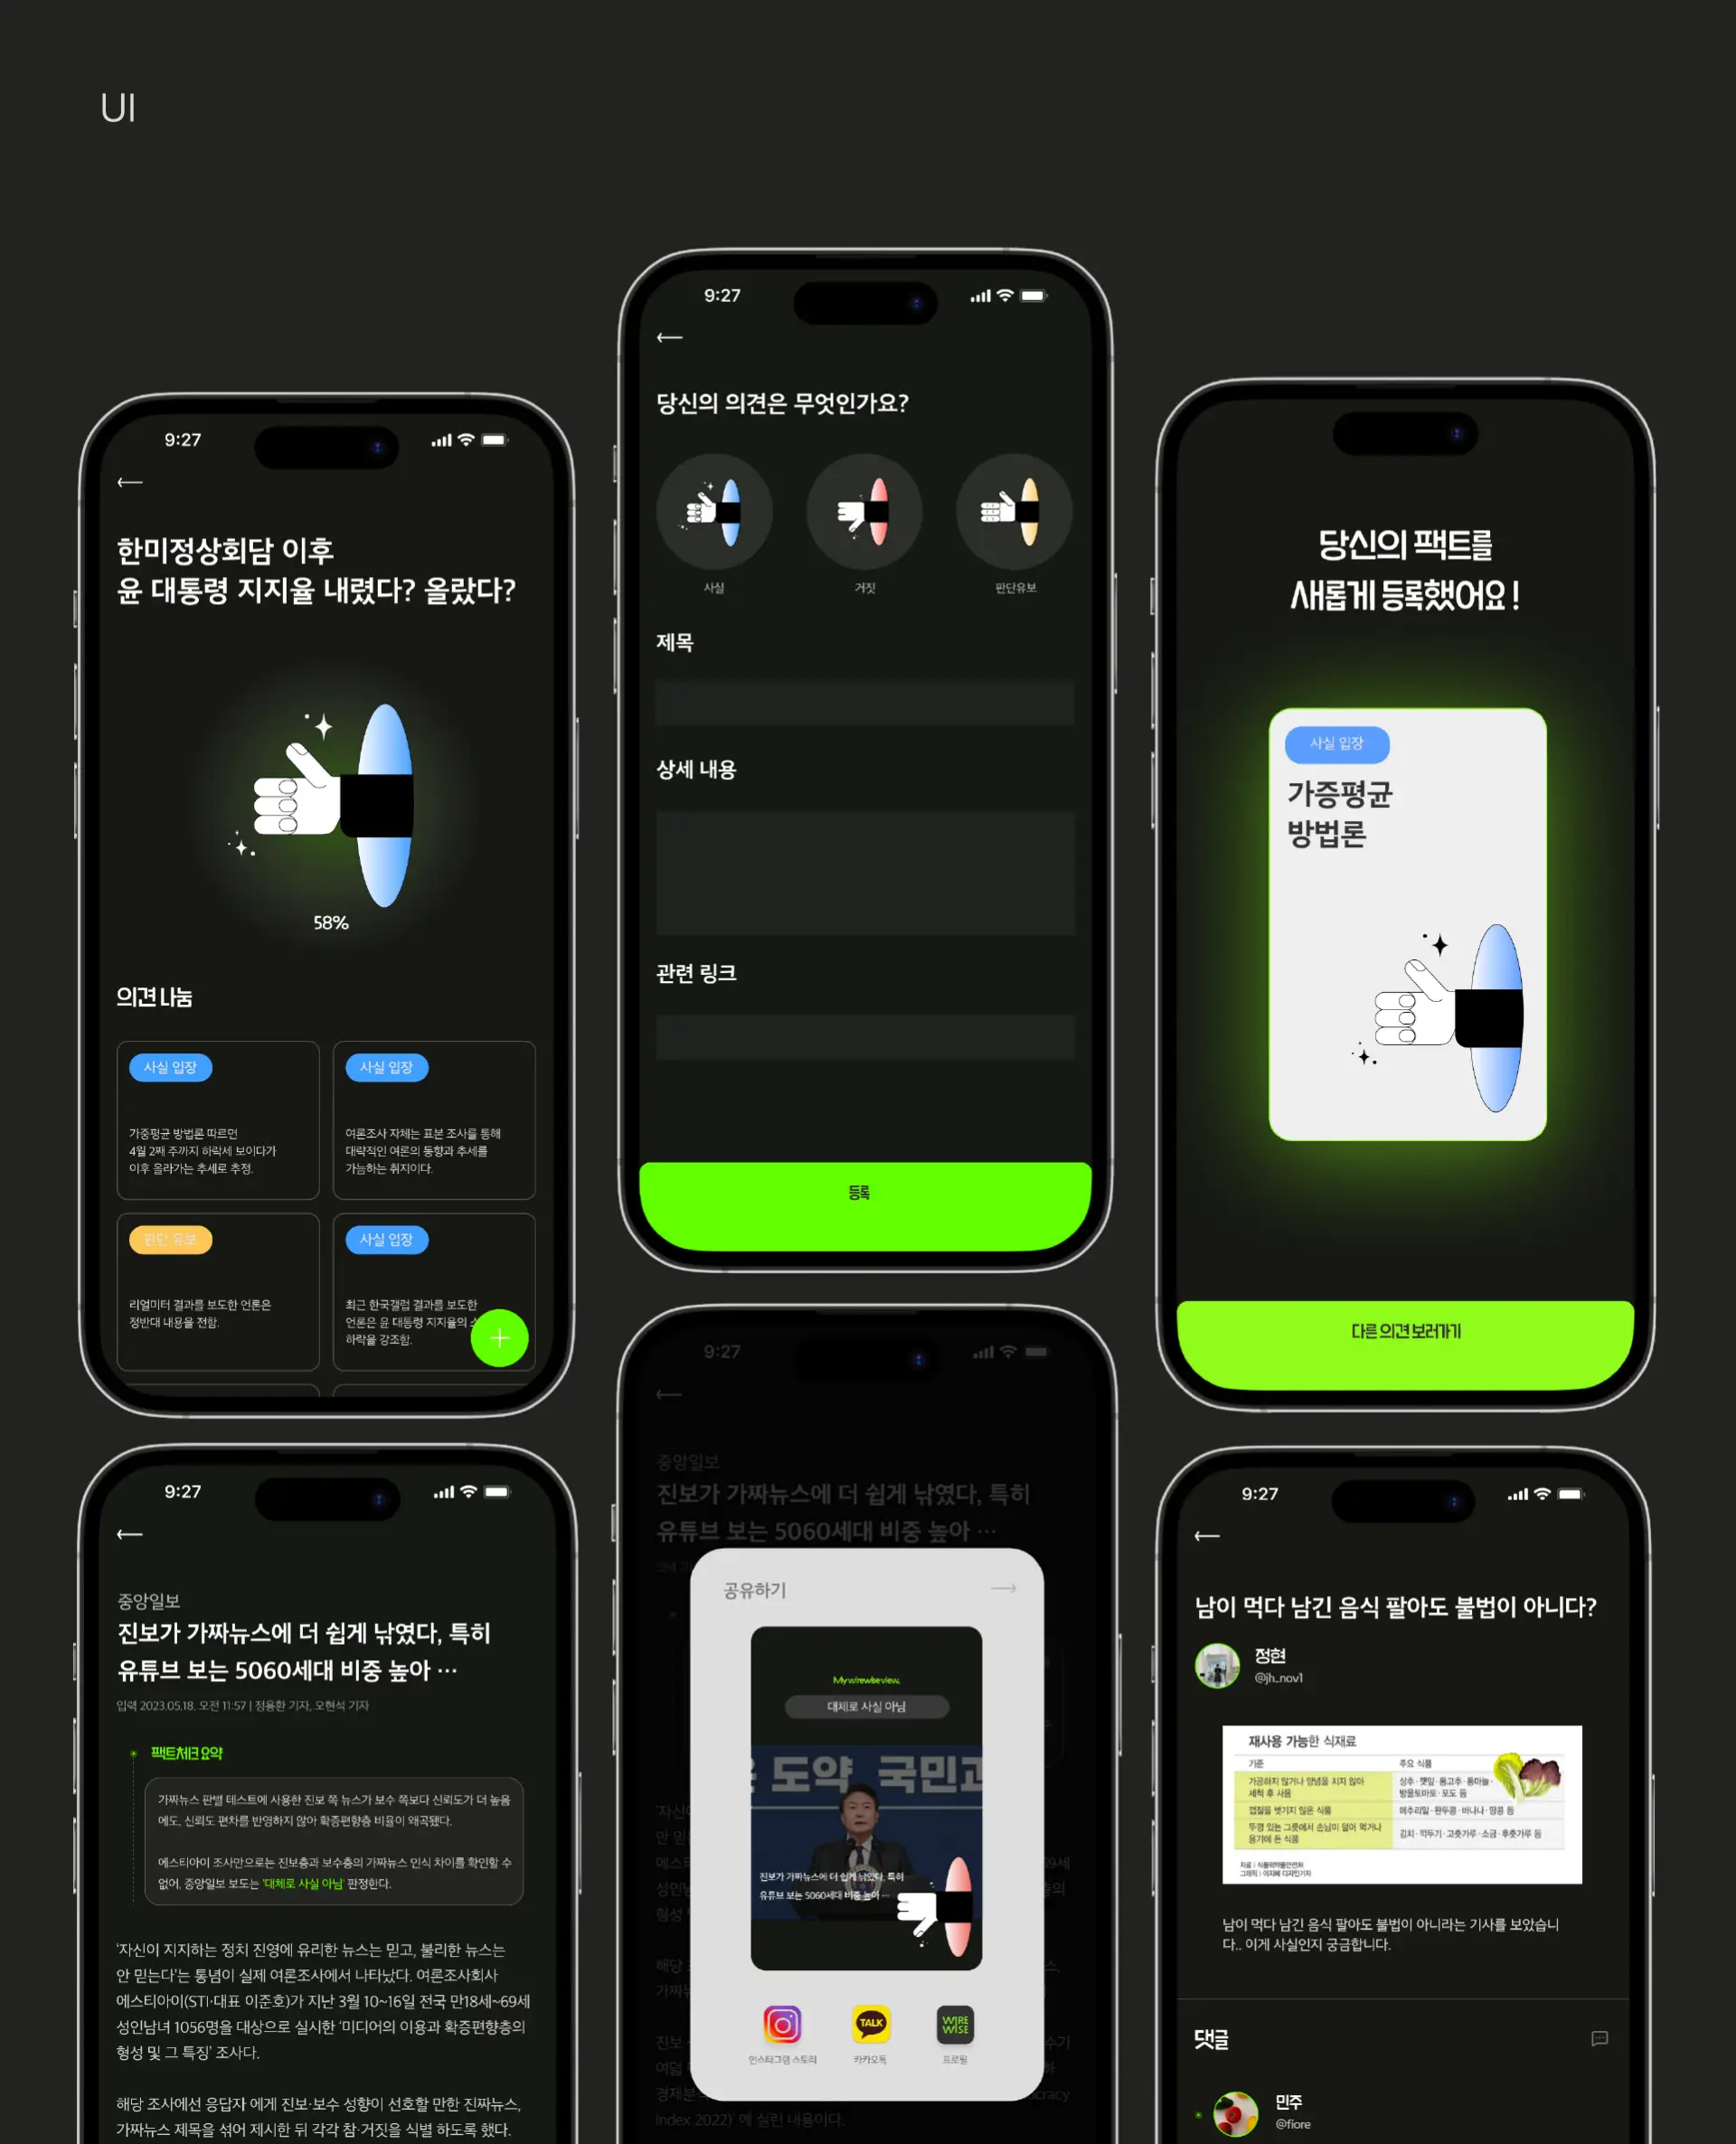 UI
9:27
한미정상회담 이후
윤 대통령 지지율 내렸다? 올랐다?
58%
의견 나눔
사실 입장
가중평균 방법론 따르면
4월 2째 주까지 하락세 보이다가
이후 올라가는 추세로 추정.
사실 입장
여론조사 자체는 표본 조사를 통해
대략적인 여론의 동향과 추세를
가늠하는 취지이다.
판단 유보
리얼미터 결과를 보도한 언론은
정반대 내용을 전함.
사실 입장
최근 한국갤럽 결과를 보도한
언론은 윤 대통령 지지율의
하락을 강조함.
9:27
당신의 의견은 무엇인가요?
사실
거짓
판단유보
제목
상세 내용
관련 링크
등록
당신의 팩트를
새롭게 등록했어요 !
사실 입장
가증평균
방법론
다른 의견 보러가기
9:27
중앙일보
진보가 가짜뉴스에 더 쉽게 낚였다, 특히
유튜브 보는 5060세대 비중 높아 ···
입력 2023.05.18. 오전 11:57 | 정용환 기자, 오현석 기자
팩트체크 요약
가짜뉴스 판별 테스트에 사용한 진보 쪽 뉴스가 보수 쪽보다 신뢰도가 더 높음
에도, 신뢰도 편차를 반영하지 않아 확증편향층 비율이 왜곡됐다.
에스티아이 조사만으로는 진보층과 보수층의 가짜뉴스 인식 차이를 확인할 수
없어, 중앙일보 보도는 '대체로 사실 아님' 판정한다.
'자신이 지지하는 정치 진영에 유리한 뉴스는 믿고, 불리한 뉴스는
안 믿는다'는 통념이 실제 여론조사에서 나타났다. 여론조사회사
에스티아이(STI·대표 이준호)가 지난 3월 10~16일 전국 만18세~69세
성인남녀 1056명을 대상으로 실시한 '미디어의 이용과 확증편향층의
형성 및 그 특징' 조사다.
해당 조사에선 응답자 에게 진보·보수 성향이 선호할 만한 진짜뉴스,
가짜뉴스 제목을 섞어 제시한 뒤 각각 참·거짓을 식별 하도록 했다.
9:27
중앙일보
진보가 가짜뉴스에 더 쉽게 낚였다, 특히
유튜브 보는 5060세대 비중 높아 ···
공유하기
My wirewise view,
대체로 사실 아님
도약 국민과
진보가 가짜뉴스에 더 쉽게 낚였다, 특히
유튜브 보는 5060세대 비중 높아 ···
인스타그램 스토리
TALK
카카오톡
WIRE
WISE
프로필
Index 2022)' 에 실린 내용이다.
9:27
남이 먹다 남긴 음식 팔아도 불법이 아니다?
정현
@jh_nov1
재사용 가능한 식재료
기준
주요 식품
가공하지 않거나 양념을 치지 않아
세척 후 사용
상추·깻잎·통고추·통마늘·
방울토마토·포도 등
껍질을 벗기지 않은 식품
메추리알·완두콩·바나나·땅콩 등
뚜껑 있는 그릇에서 손님이 덜어 먹거나
용기에 든 식품
김치·깍두기·고춧가루·소금·후춧가루 등
자료 | 식품의약품안전처
남이 먹다 남긴 음식 팔아도 불법이 아니라는 기사를 보았습니
다.. 이게 사실인지 궁금합니다.
댓글
민주
@fiore